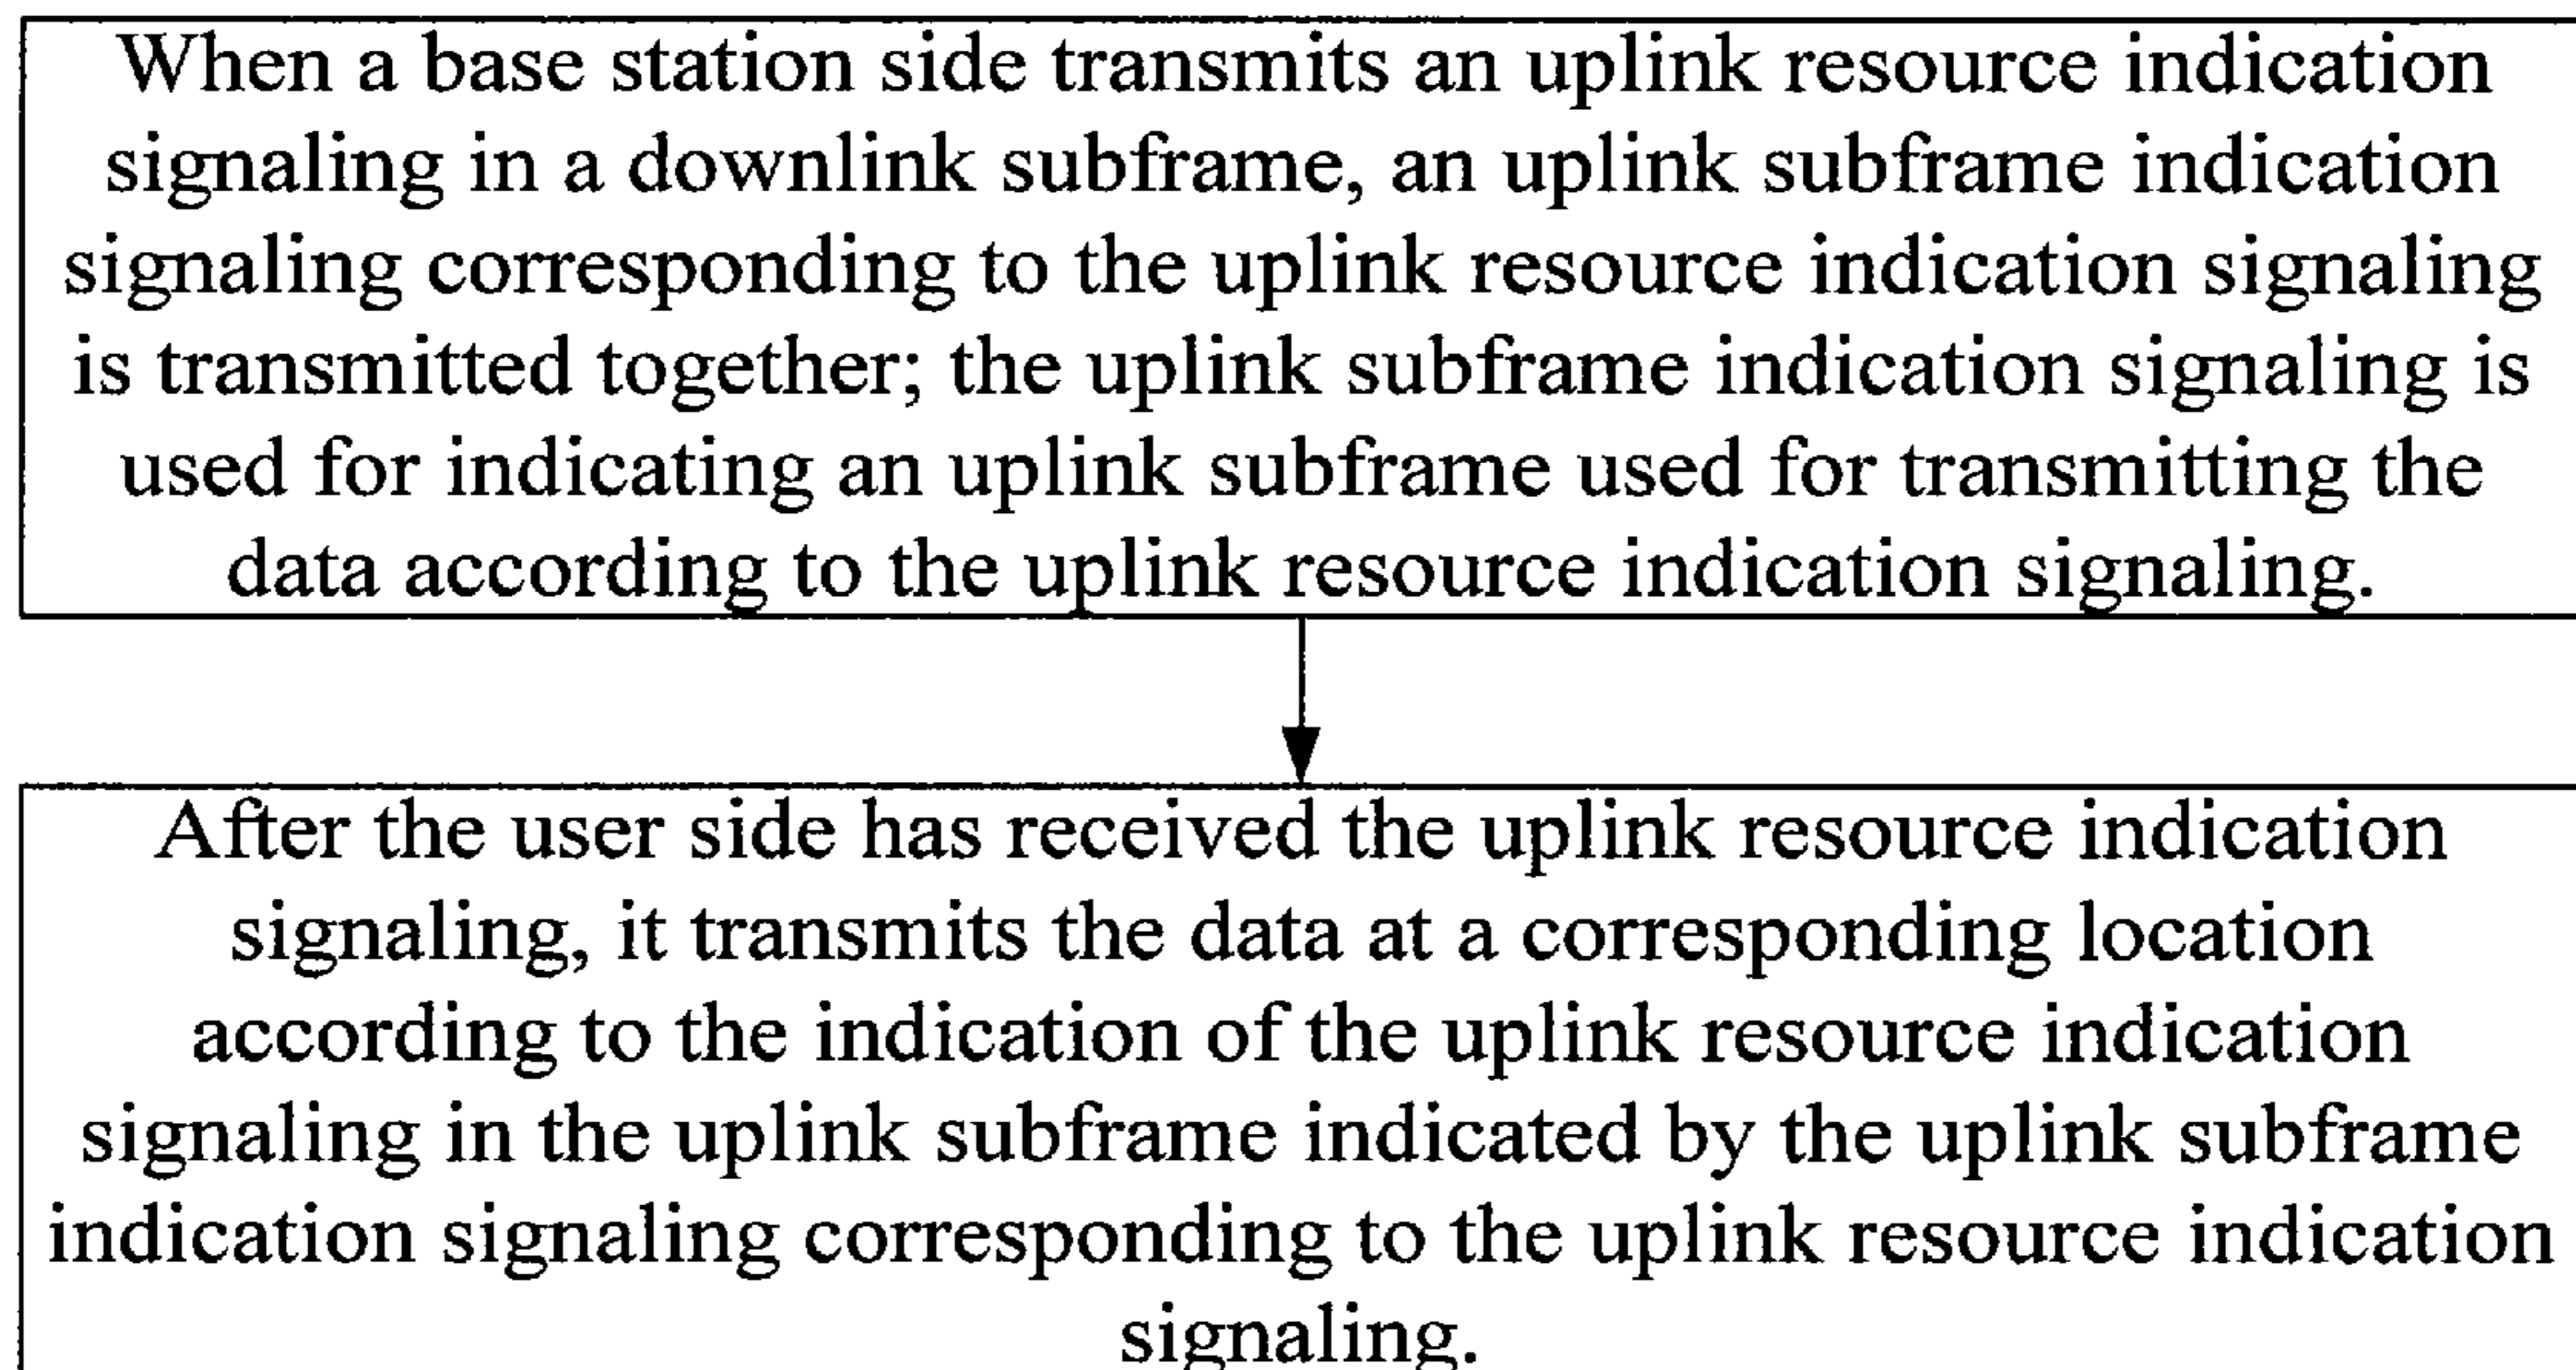 When a base station side transmits an uplink resource indication
signaling in a downlink subframe, an uplink subframe indication
signaling corresponding to the uplink resource indication signaling
is transmitted together; the uplink subframe indication signaling is
used for indicating an uplink subframe used for transmitting the
data according to the uplink resource indication signaling.
After the user side has received the uplink resource indication
signaling, it transmits the data at a corresponding location
according to the indication of the uplink resource indication
signaling in the uplink subframe indicated by the uplink subframe
indication signaling corresponding to the uplink resource indication
signaling.